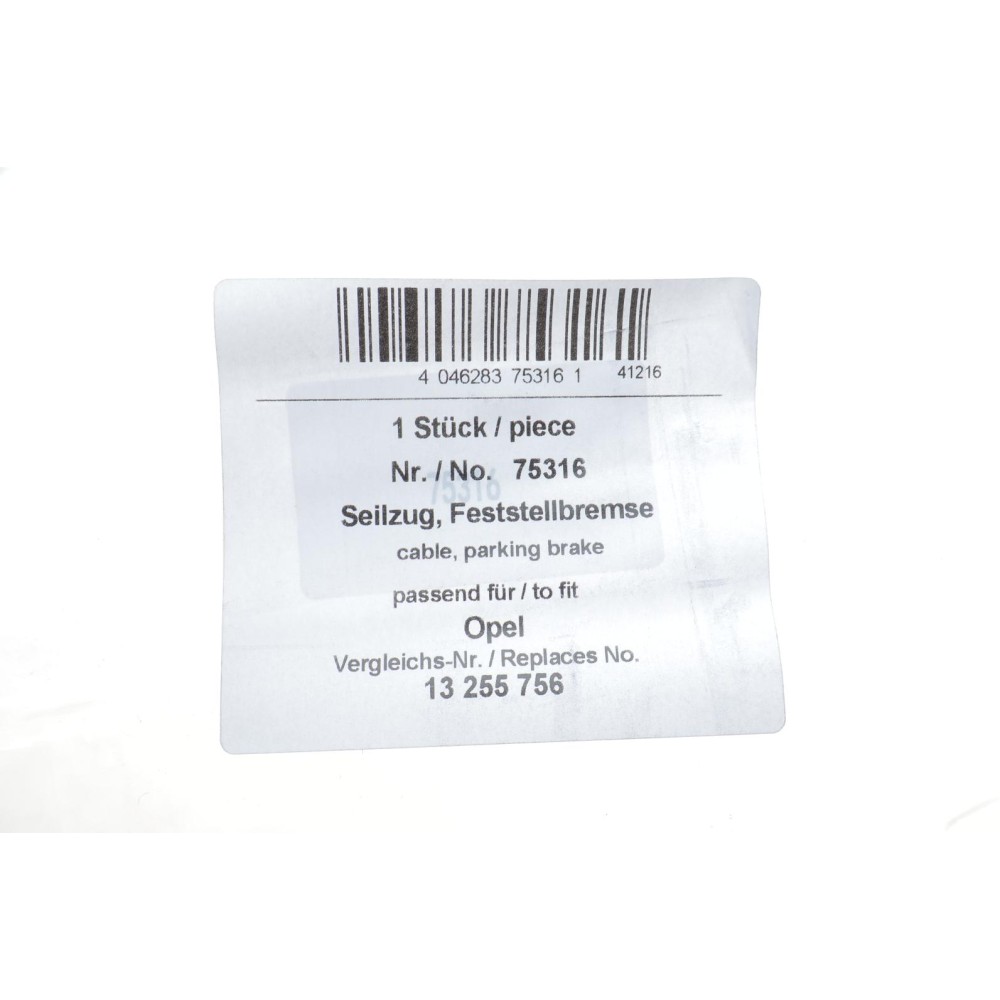 4 046283 75316 1 41216
1 Stück / piece
Nr. / No. 75316
75316
Seilzug, Feststellbremse
cable, parking brake
passend für / to fit
Opel
Vergleichs-Nr. / Replaces No.
13 255 756